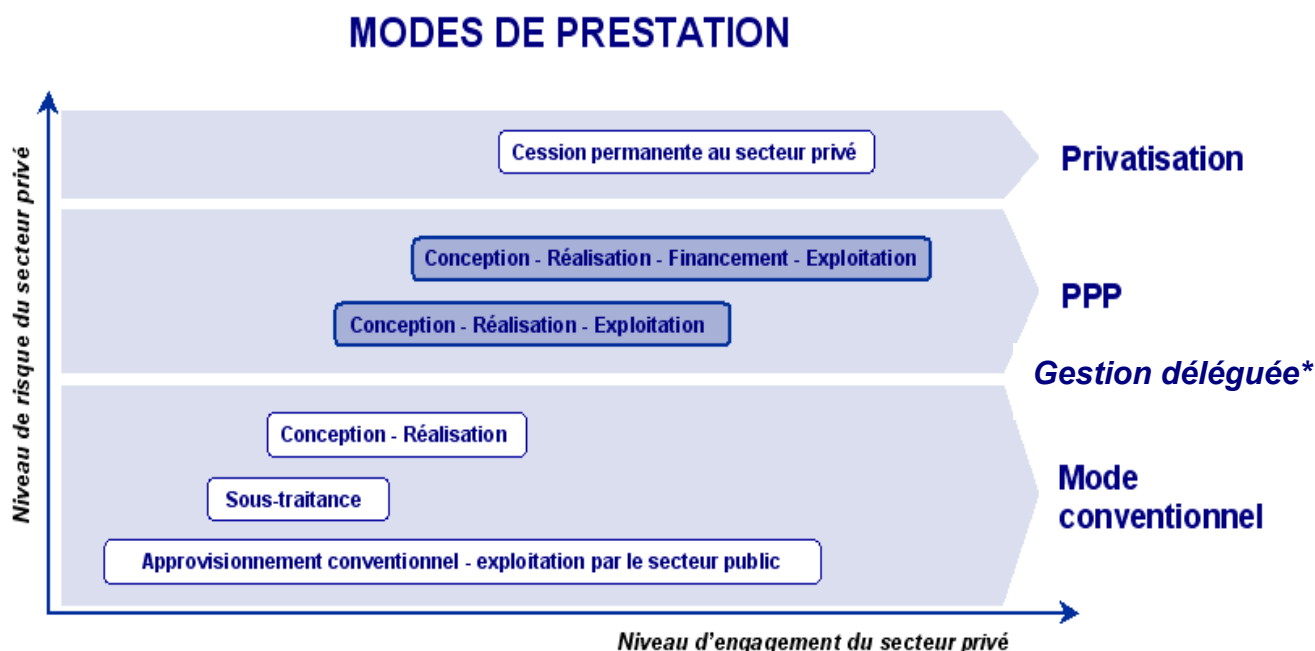 MODES DE PRESTATION
Niveau de risque du secteur privé
Cession permanente au secteur privé
Privatisation
Conception - Réalisation - Financement - Exploitation
Conception - Réalisation - Exploitation
PPP
Gestion déléguée*
Conception - Réalisation
Sous-traitance
Approvisionnement conventionnel - exploitation par le secteur public
Mode
conventionnel
Niveau d'engagement du secteur privé